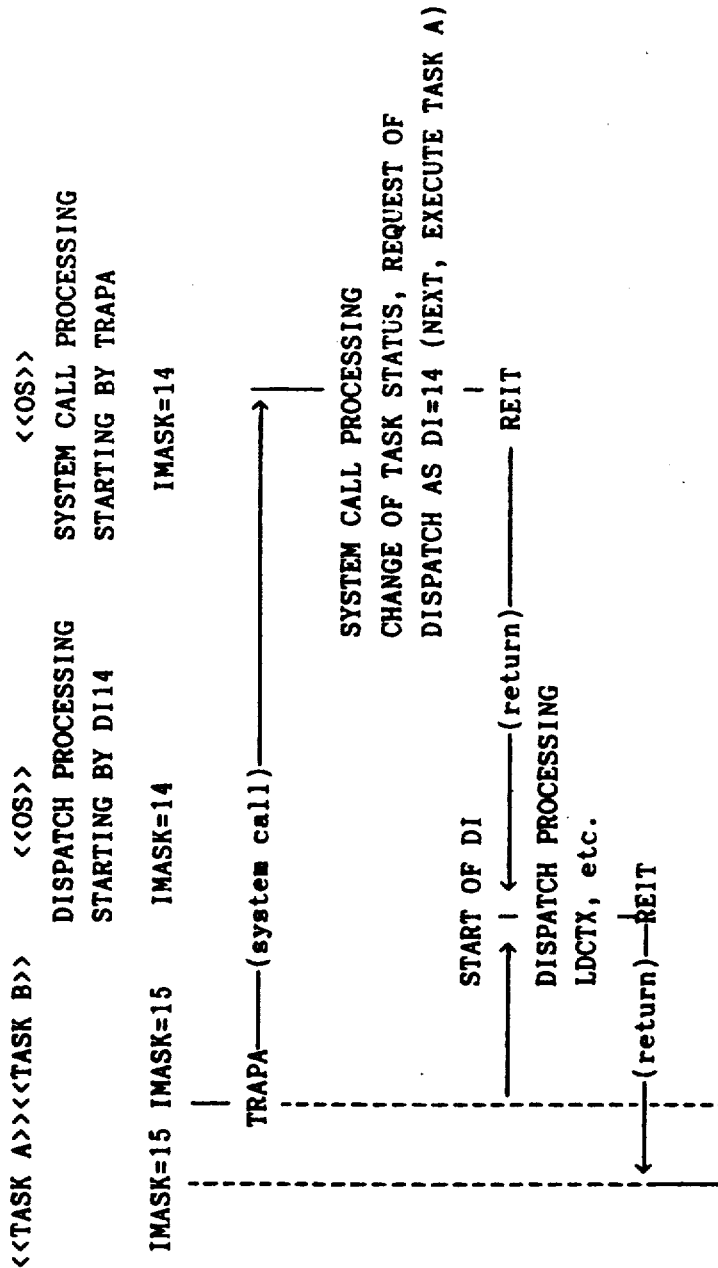 <<TASK A>><<TASK B>> <<OS>> <<OS>>
DISPATCH PROCESSING SYSTEM CALL PROCESSING
STARTING BY DI14 STARTING BY TRAPA
IMASK=15 IMASK=15 IMASK=14 IMASK=14
TRAPA (system call)
SYSTEM CALL PROCESSING
CHANGE OF TASK STATUS, REQUEST OF
DISPATCH AS DI=14 (NEXT, EXECUTE TASK A)
START OF DI
(return) REIT
DISPATCH PROCESSING
LDCTX, etc.
(return) REIT